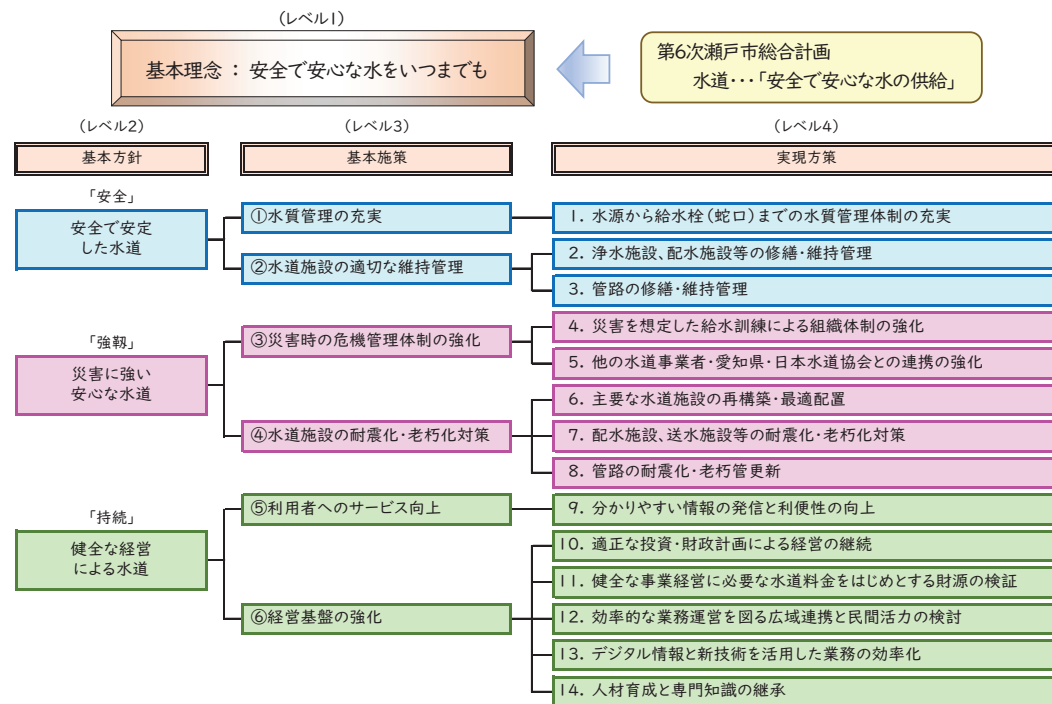 (レベル1)
基本理念 : 安全で安心な水をいつまでも
第6次瀬戸市総合計画
水道・・・「安全で安心な水の供給」
(レベル2)
(レベル3)
(レベル4)
基本方針
基本施策
実現方策
「安全」
安全で安定
した水道
①水質管理の充実
1. 水源から給水栓(蛇口)までの水質管理体制の充実
②水道施設の適切な維持管理
2. 浄水施設、配水施設等の修繕・維持管理
3. 管路の修繕・維持管理
「強靱」
災害に強い
安心な水道
③災害時の危機管理体制の強化
4. 災害を想定した給水訓練による組織体制の強化
5. 他の水道事業者・愛知県・日本水道協会との連携の強化
④水道施設の耐震化・老朽化対策
6. 主要な水道施設の再構築・最適配置
7. 配水施設、送水施設等の耐震化・老朽化対策
8. 管路の耐震化・老朽管更新
「持続」
健全な経営
による水道
⑤利用者へのサービス向上
9. 分かりやすい情報の発信と利便性の向上
⑥経営基盤の強化
10. 適正な投資・財政計画による経営の継続
11. 健全な事業経営に必要な水道料金をはじめとする財源の検証
12. 効率的な業務運営を図る広域連携と民間活力の検討
13. デジタル情報と新技術を活用した業務の効率化
14. 人材育成と専門知識の継承